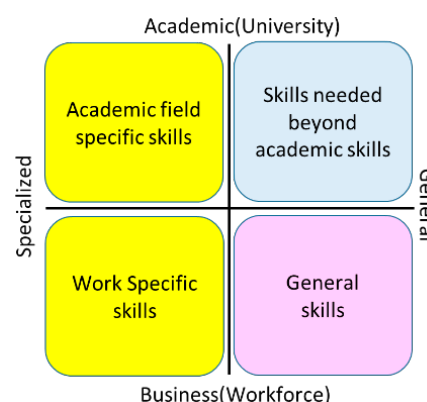 Academic(University)
Academic field
specific skills
Skills needed
beyond
academic skills
Specialized
General
Work Specific
skills
General
skills
Business(Workforce)